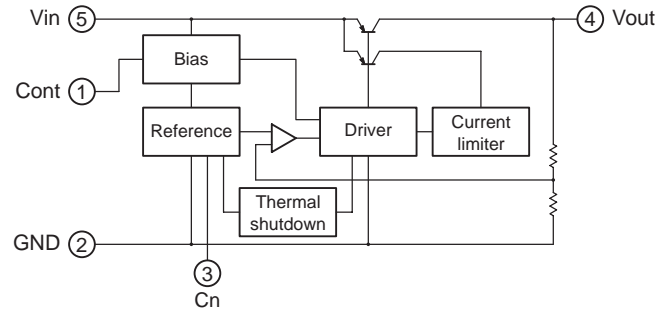 Vin 5
4 Vout
Bias
Cont 1
Reference
Driver
Current
limiter
Thermal
shutdown
GND 2
3
Cn